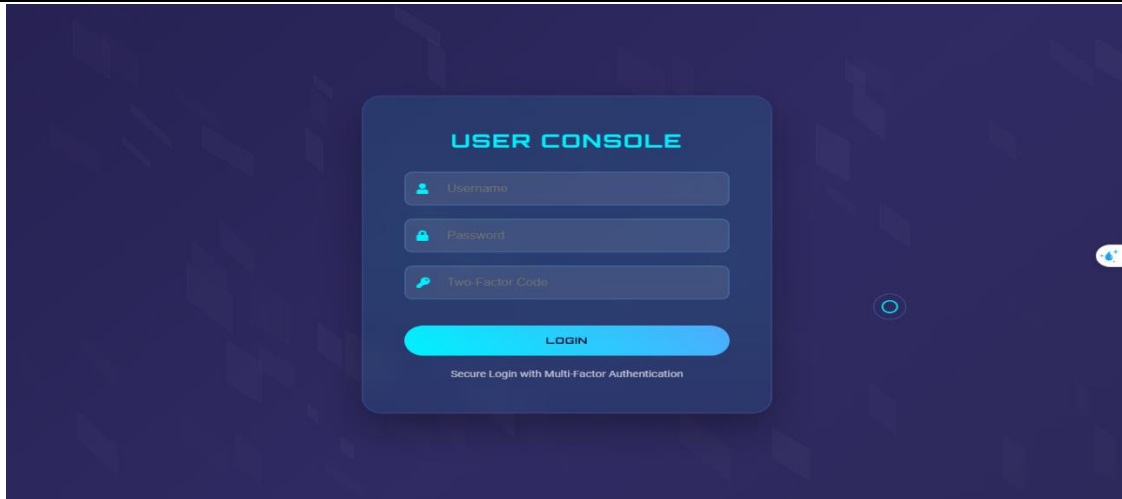 USER CONSOLE
Username
Password
Two-Factor Code
LOGIN
Secure Login with Multi-Factor Authentication